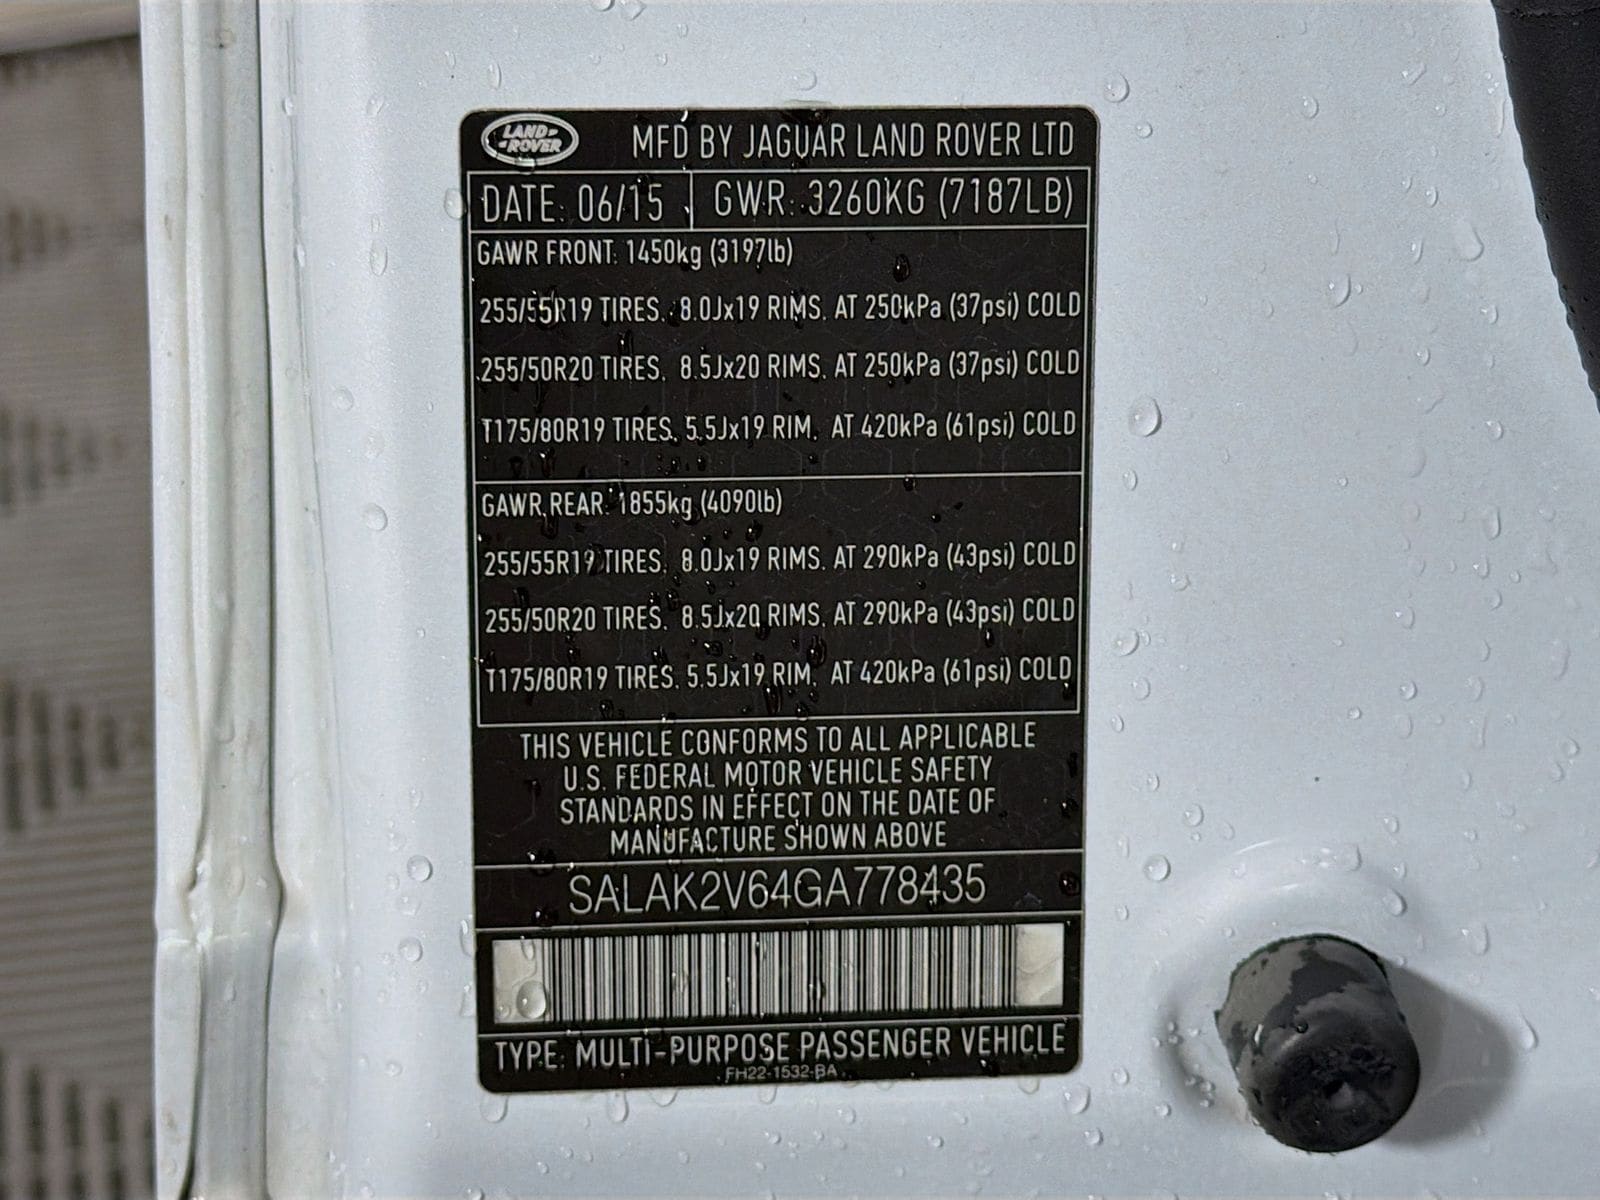 LAND-
-ROVER
MFD BY JAGUAR LAND ROVER LTD
DATE: 06/15 GWR: 3260KG (7187LB)
GAWR FRONT: 1450kg (3197lb)
255/55R19 TIRES, 8.0Jx19 RIMS, AT 250kPa (37psi) COLD
255/50R20 TIRES, 8.5Jx20 RIMS, AT 250kPa (37psi) COLD
T175/80R19 TIRES, 5.5Jx19 RIM, AT 420kPa (61psi) COLD
GAWR REAR: 1855kg (4090lb)
255/55R19 TIRES, 8.0Jx19 RIMS, AT 290kPa (43psi) COLD
255/50R20 TIRES, 8.5Jx20 RIMS, AT 290kPa (43psi) COLD
T175/80R19 TIRES, 5.5Jx19 RIM, AT 420kPa (61psi) COLD
THIS VEHICLE CONFORMS TO ALL APPLICABLE
U.S. FEDERAL MOTOR VEHICLE SAFETY
STANDARDS IN EFFECT ON THE DATE OF
MANUFACTURE SHOWN ABOVE
SALAK2V64GA778435
TYPE: MULTI-PURPOSE PASSENGER VEHICLE
FH22-1532-BA